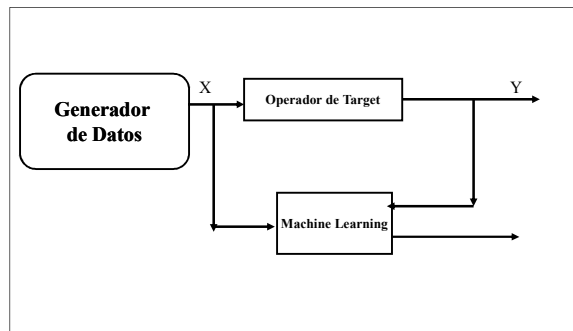 Generador
de Datos
X
Operador de Target
Y
Machine Learning